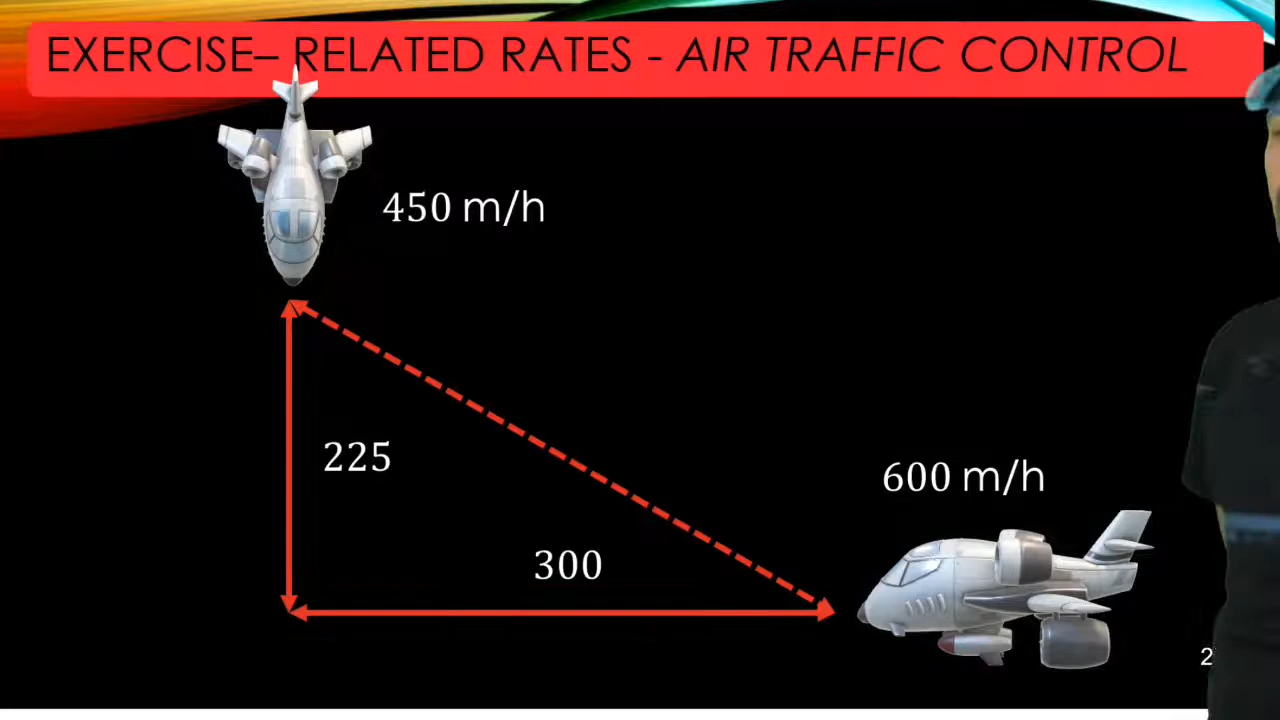 EXERCISE– RELATED RATES - AIR TRAFFIC CONTROL
450 m/h
225
600 m/h
300
2